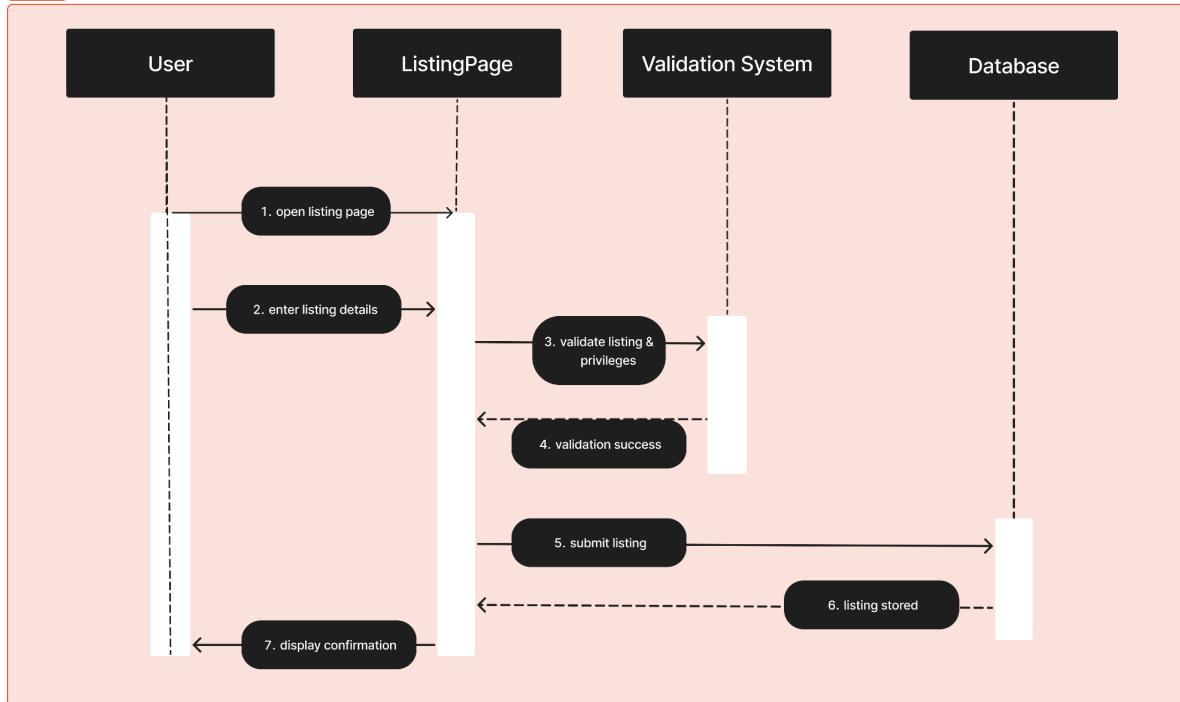 User
ListingPage
Validation System
Database
1. open listing page
2. enter listing details
3. validate listing &
privileges
4. validation success
5. submit listing
6. listing stored
7. display confirmation